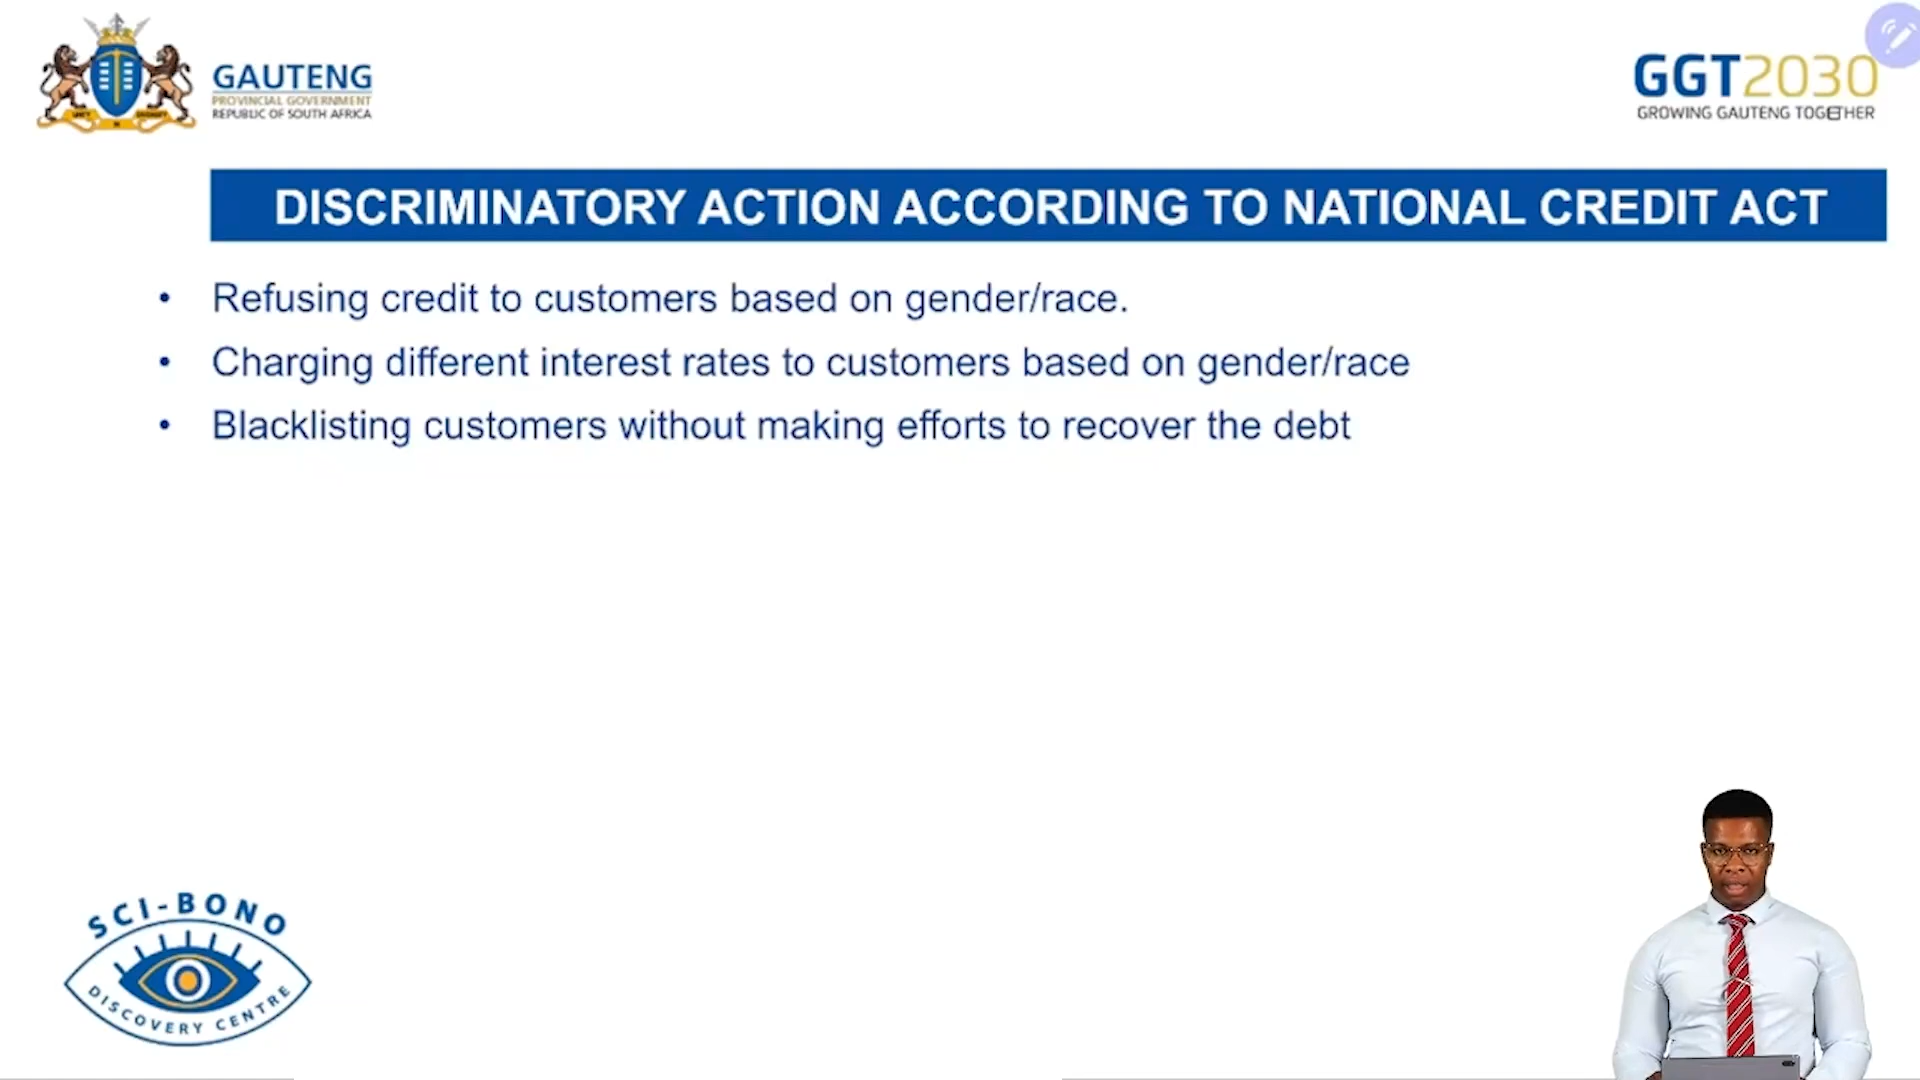 GAUTENG
PROVINCIAL GOVERNMENT
REPUBLIC OF SOUTH AFRICA
GGT2030
GROWING GAUTENG TOGETHER
DISCRIMINATORY ACTION ACCORDING TO NATIONAL CREDIT ACT
• Refusing credit to customers based on gender/race.
• Charging different interest rates to customers based on gender/race
• Blacklisting customers without making efforts to recover the debt
SCI-BONO
DISCOVERY CENTRE